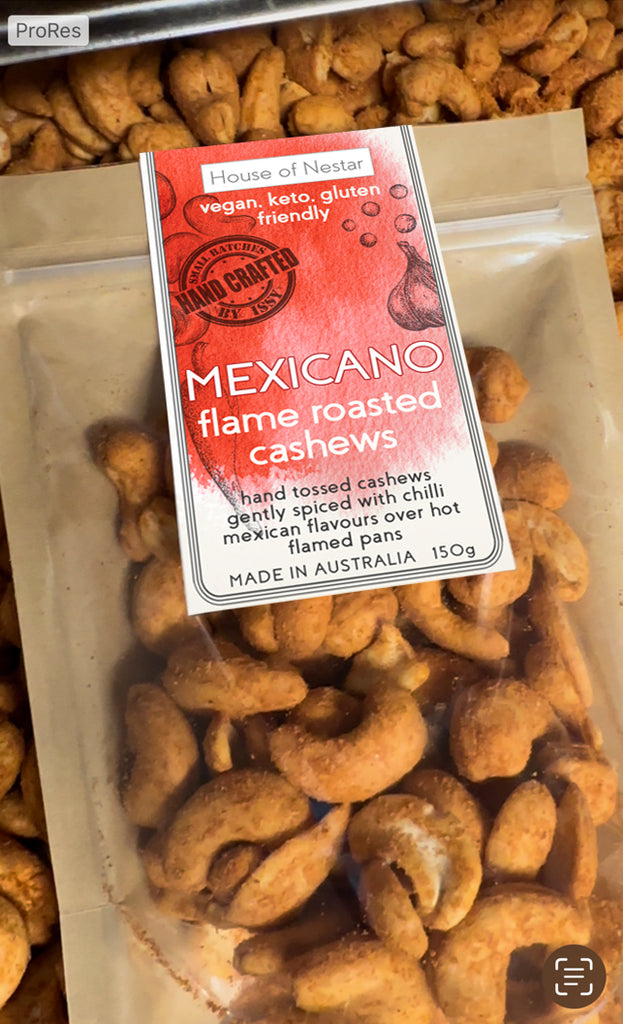 ProRes
House of Nestar
vegan. keto. gluten
friendly
SMALL BATCHES
HAND CRAFTED
BY ISSY
MEXICANO
flame roasted
cashews
hand tossed cashews
gently spiced with chilli
mexican flavours over hot
flamed pans
MADE IN AUSTRALIA 150g